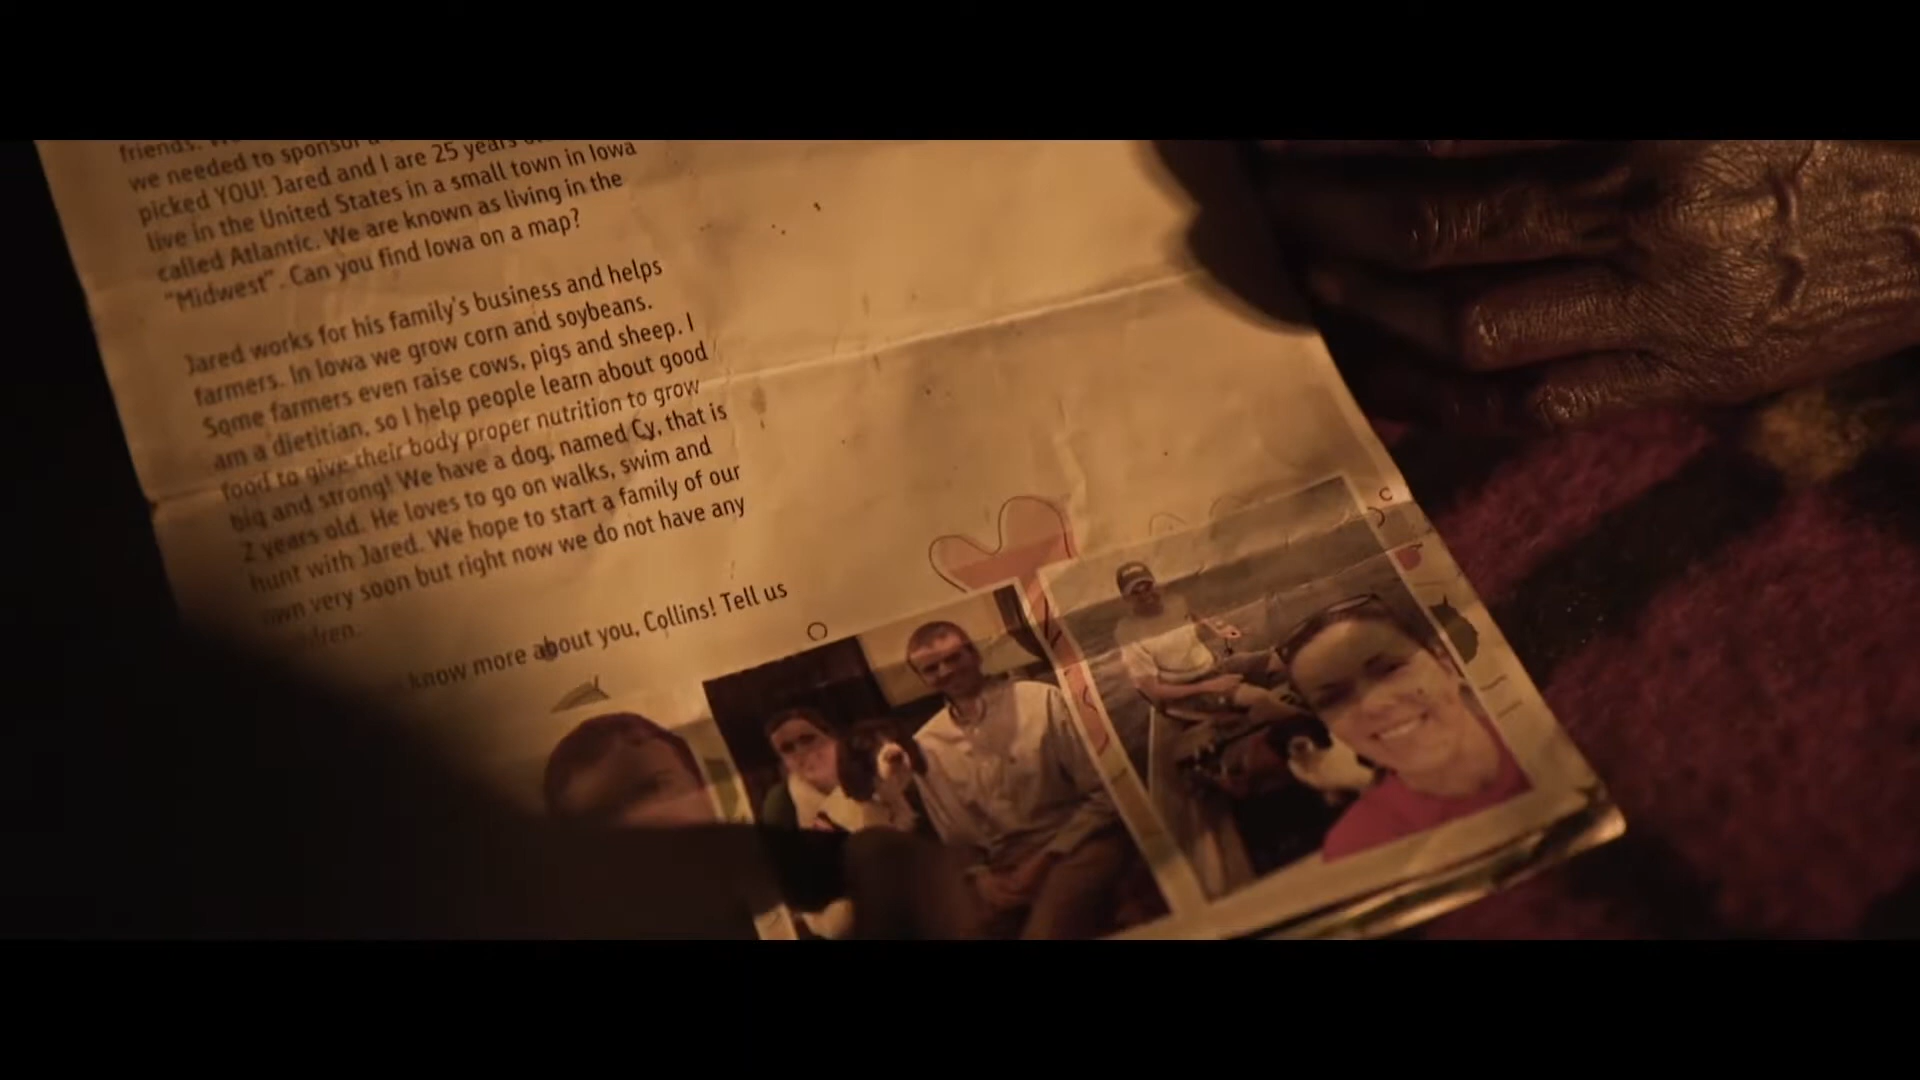 friends.
we needed to sponsor a
picked YOU! Jared and I are 25 years
live in the United States in a small town in Iowa
called Atlantic. We are known as living in the
"Midwest". Can you find Iowa on a map?
Jared works for his family's business and helps
farmers. In Iowa we grow corn and soybeans.
Some farmers even raise cows, pigs and sheep. I
am a dietitian, so I help people learn about good
food to give their body proper nutrition to grow
big and strong! We have a dog, named Cy, that is
2 years old. He loves to go on walks, swim and
hunt with Jared. We hope to start a family of our
own very soon but right now we do not have any
know more about you, Collins! Tell us